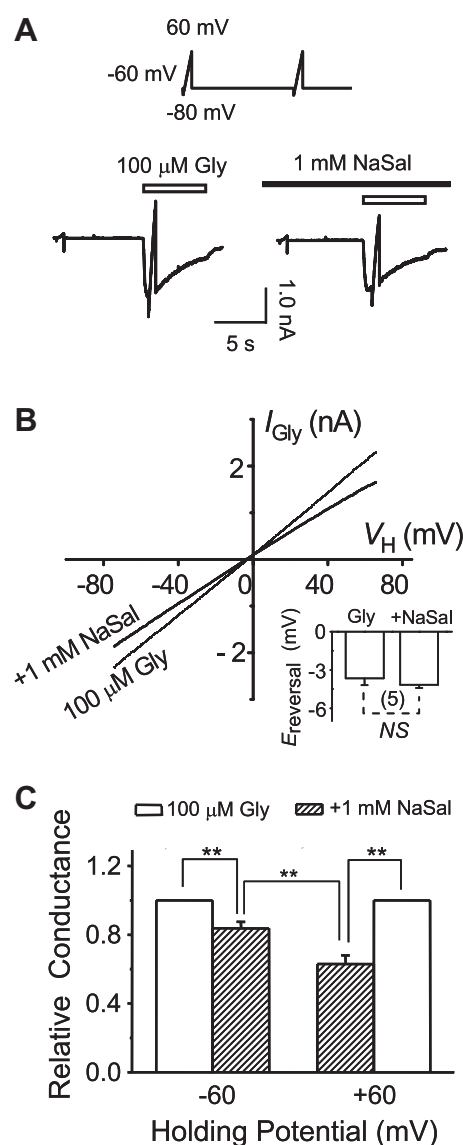 A
60 mV
-60 mV
-80 mV
100 μM Gly
1 mM NaSal
1.0 nA
5 s
B
I Gly (nA)
2
V H (mV)
-80 -40 0 40 80
+1 mM NaSal
100 μM Gly
-2
Gly +NaSal
E reversal (mV)
0
-3
-6
(5)
NS
C
100 μM Gly +1 mM NaSal
Relative Conductance
1.2
0.8
0.4
0.0
** ** **
-60 +60
Holding Potential (mV)